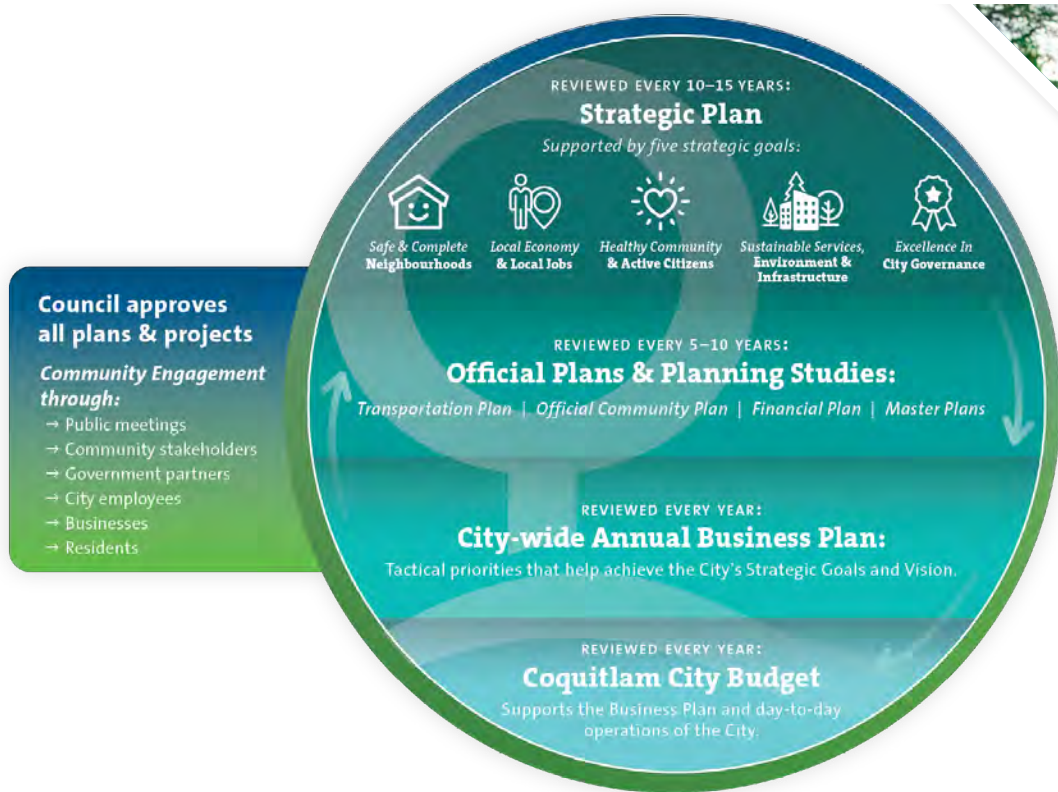 REVIEWED EVERY 10–15 YEARS:
Strategic Plan
Supported by five strategic goals:
Safe & Complete
Neighbourhoods
Local Economy
& Local Jobs
Healthy Community
& Active Citizens
Sustainable Services,
Environment &
Infrastructure
Excellence In
City Governance
Council approves
all plans & projects
Community Engagement
through:
→ Public meetings
→ Community stakeholders
→ Government partners
→ City employees
→ Businesses
→ Residents
REVIEWED EVERY 5–10 YEARS:
Official Plans & Planning Studies:
Transportation Plan | Official Community Plan | Financial Plan | Master Plans
REVIEWED EVERY YEAR:
City-wide Annual Business Plan:
Tactical priorities that help achieve the City's Strategic Goals and Vision.
REVIEWED EVERY YEAR:
Coquitlam City Budget
Supports the Business Plan and day-to-day
operations of the City.